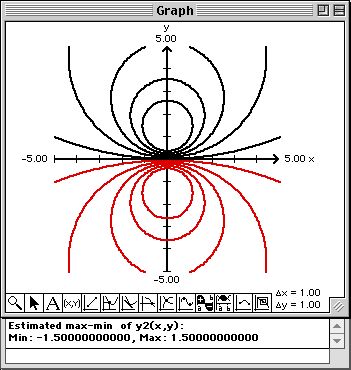 Graph
y
5.00
-5.00
5.00 x
-5.00
A
(x,y)
Δx = 1.00
Δy = 1.00
Estimated max-min of y2(x,y):
Min: -1.50000000000, Max: 1.50000000000